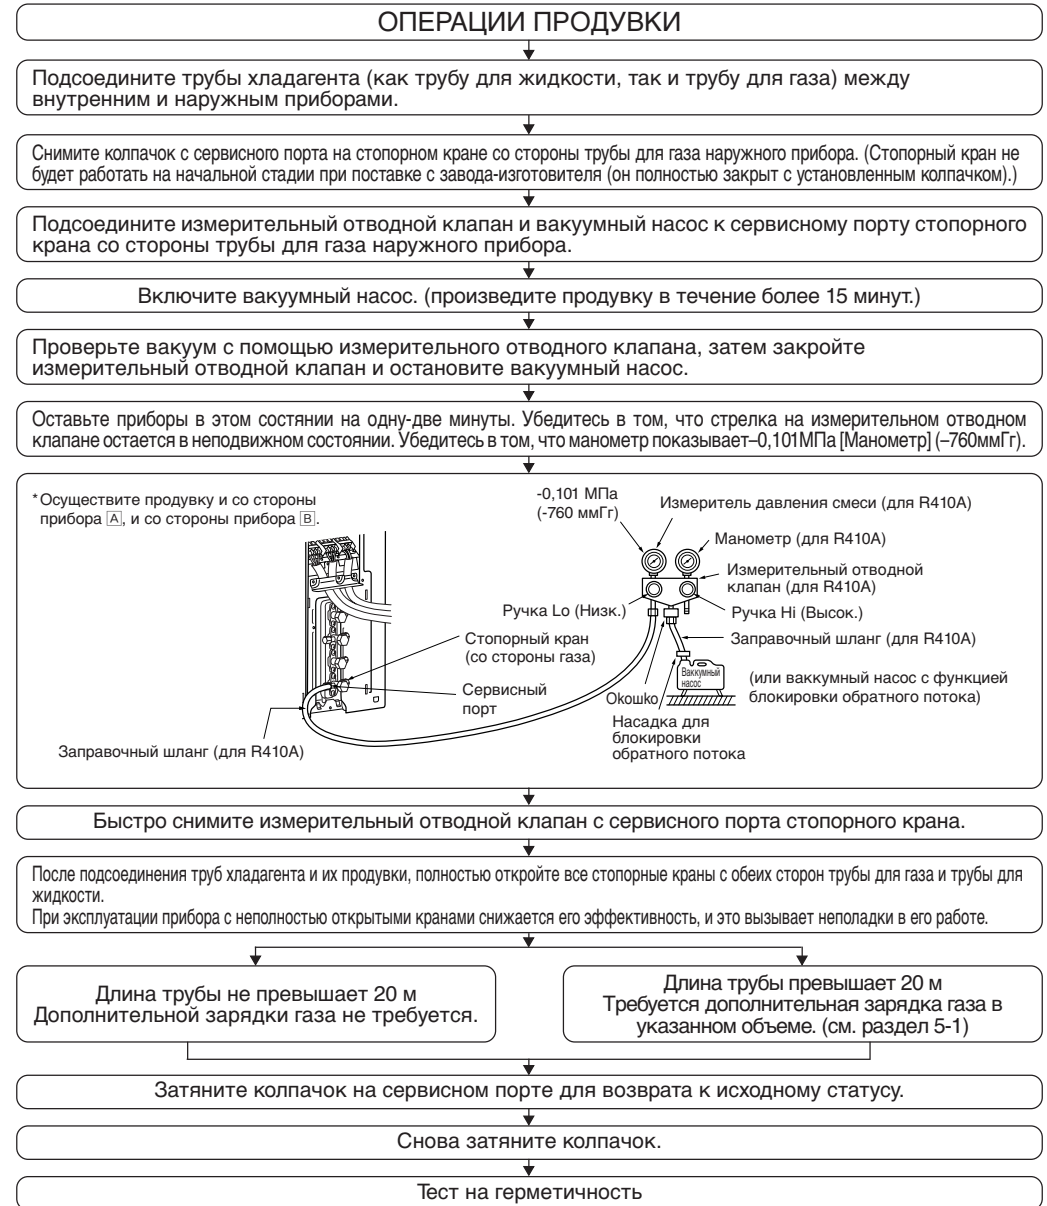 ОПЕРАЦИИ ПРОДУВКИ
Подсоедините трубы хладагента (как трубу для жидкости, так и трубу для газа) между
внутренним и наружным приборами.
Снимите колпачок с сервисного порта на стопорном кране со стороны трубы для газа наружного прибора. (Стопорный кран не
будет работать на начальной стадии при поставке с завода-изготовителя (он полностью закрыт с установленным колпачком).)
Подсоедините измерительный отводной клапан и вакуумный насос к сервисному порту стопорного
крана со стороны трубы для газа наружного прибора.
Включите вакуумный насос. (произведите продувку в течение более 15 минут.)
Проверьте вакуум с помощью измерительного отводного клапана, затем закройте
измерительный отводной клапан и остановите вакуумный насос.
Оставьте приборы в этом состянии на одну-две минуты. Убедитесь в том, что стрелка на измерительном отводном
клапане остается в неподвижном состоянии. Убедитесь в том, что манометр показывает–0,101МПа [Манометр] (–760ммГг).
*Осуществите продувку и со стороны
прибора A, и со стороны прибора B.
-0,101 МПа
(-760 ммГг)
Измеритель давления смеси (для R410A)
Манометр (для R410A)
Измерительный отводной
клапан (для R410A)
Ручка Lo (Низк.)
Ручка Hi (Высок.)
Стопорный кран
(со стороны газа)
Заправочный шланг (для R410A)
Сервисный
порт
Ваккумный
насос
(или ваккумный насос с функцией
блокировки обратного потока)
Окошко
Насадка для
блокировки
обратного потока
Заправочный шланг (для R410A)
Быстро снимите измерительный отводной клапан с сервисного порта стопорного крана.
После подсоединения труб хладагента и их продувки, полностью откройте все стопорные краны с обеих сторон трубы для газа и трубы для
жидкости.
При эксплуатации прибора с неполностью открытыми кранами снижается его эффективность, и это вызывает неполадки в его работе.
Длина трубы не превышает 20 м
Дополнительной зарядки газа не требуется.
Длина трубы превышает 20 м
Требуется дополнительная зарядка газа в
указанном объеме. (см. раздел 5-1)
Затяните колпачок на сервисном порте для возврата к исходному статусу.
Снова затяните колпачок.
Тест на герметичность